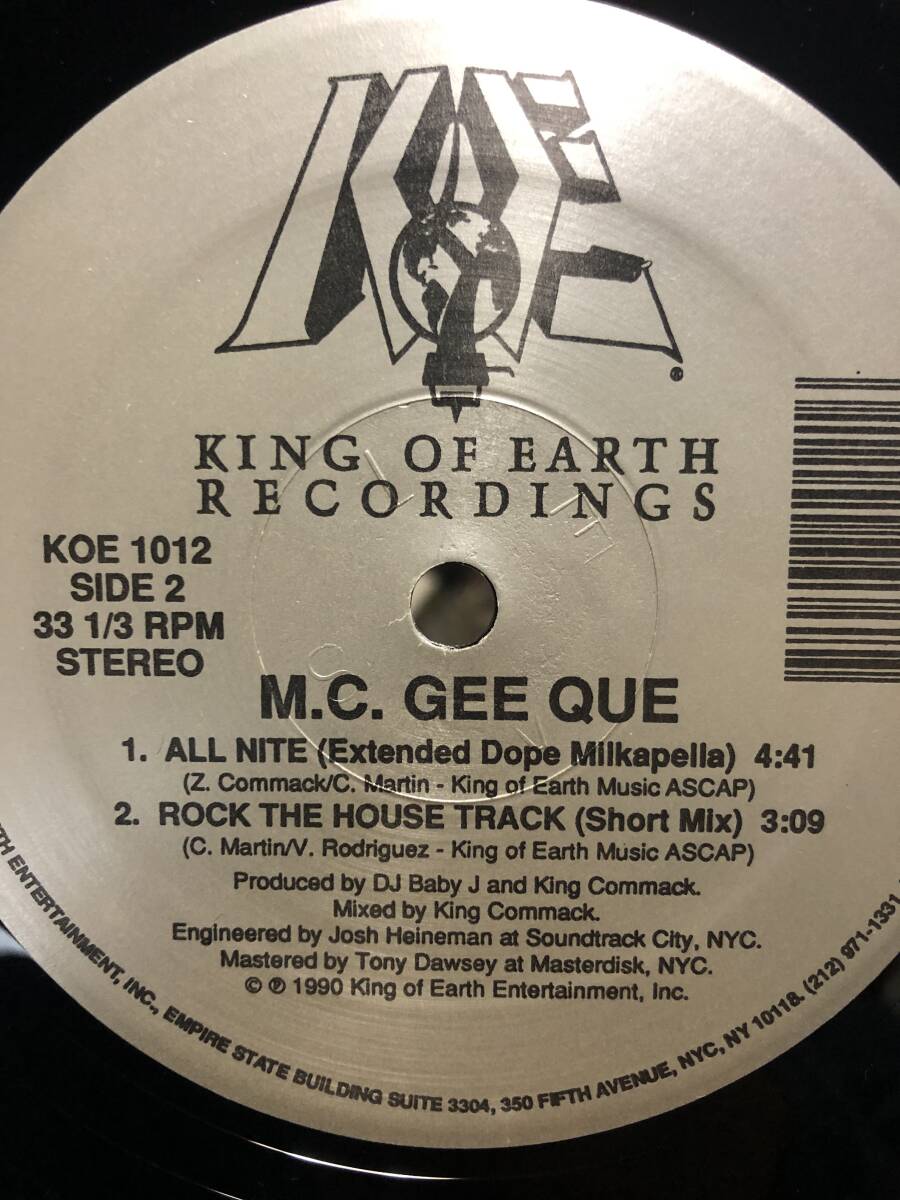 KOE
®
KING OF EARTH
RECORDINGS
KOE 1012
SIDE 2
33 1/3 RPM
STEREO
M.C. GEE QUE
1. ALL NITE (Extended Dope Milkapella) 4:41
(Z. Commack/C. Martin - King of Earth Music ASCAP)
2. ROCK THE HOUSE TRACK (Short Mix) 3:09
(C. Martin/V. Rodriguez - King of Earth Music ASCAP)
Produced by DJ Baby J and King Commack.
Mixed by King Commack.
Engineered by Josh Heineman at Soundtrack City, NYC.
Mastered by Tony Dawsey at Masterdisk, NYC.
© ℗ 1990 King of Earth Entertainment, Inc.
ENTERTAINMENT, INC., EMPIRE STATE BUILDING SUITE 3304, 350 FIFTH AVENUE, NYC, NY 10118. (212) 971-1331